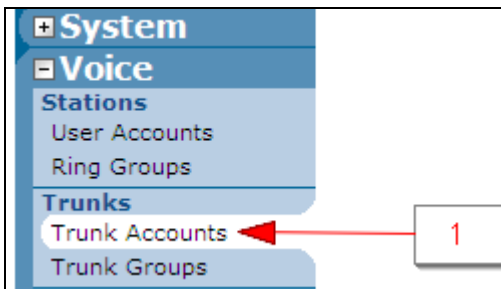 System
Voice
Stations
User Accounts
Ring Groups
Trunks
Trunk Accounts
1
Trunk Groups